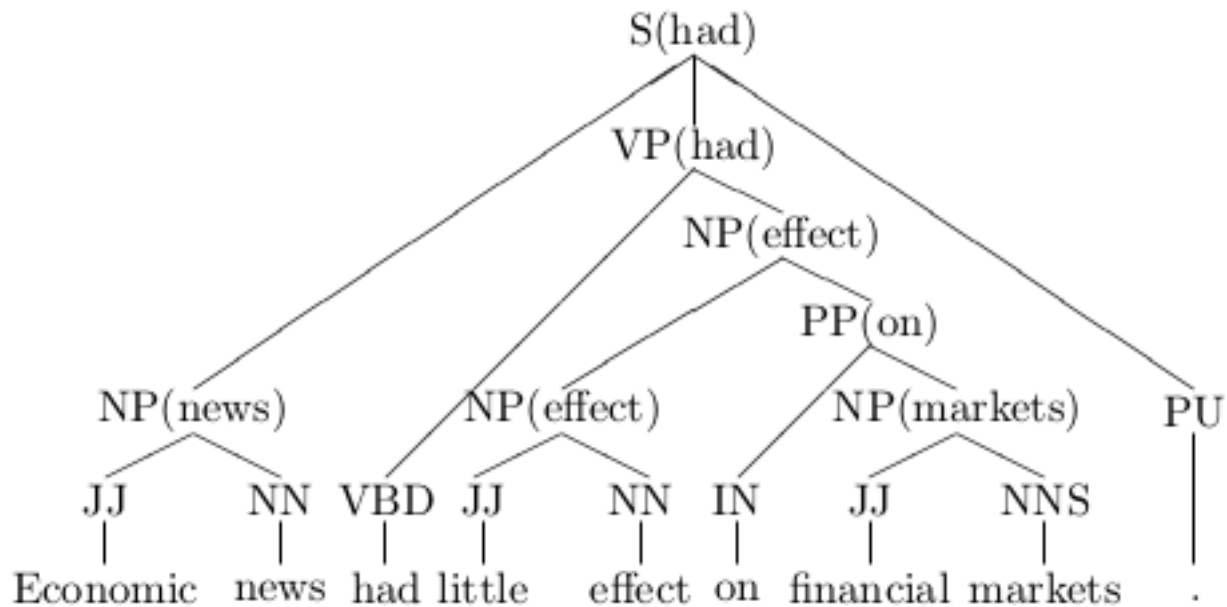 S(had)
VP(had)
NP(effect)
PP(on)
NP(news) NP(effect) NP(markets) PU
JJ NN VBD JJ NN IN JJ NNS
Economic news had little effect on financial markets .